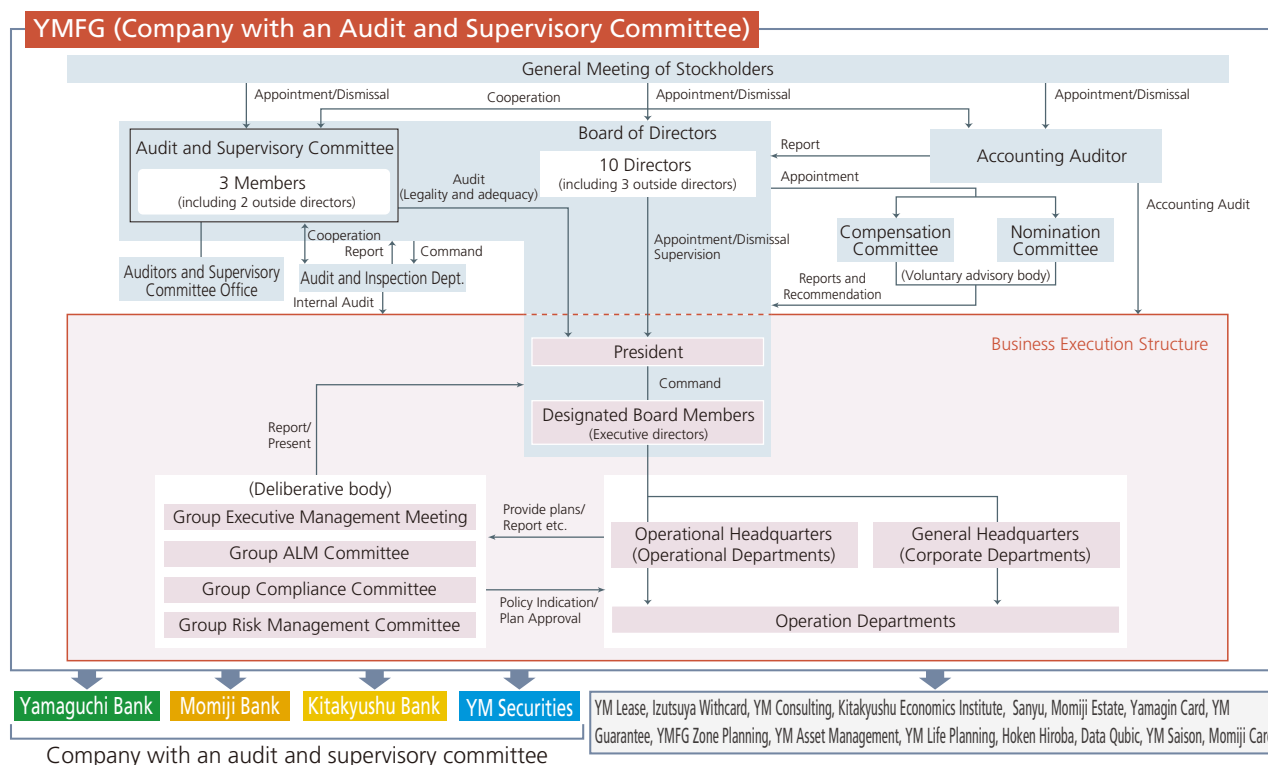 YMFG (Company with an Audit and Supervisory Committee)
General Meeting of Stockholders
Appointment/Dismissal
Cooperation
Appointment/Dismissal
Appointment/Dismissal
Board of Directors
Audit and Supervisory Committee
3 Members
(including 2 outside directors)
Audit
(Legality and adequacy)
10 Directors
(including 3 outside directors)
Report
Accounting Auditor
Appointment
Accounting Audit
Compensation
Committee
Nomination
Committee
(Voluntary advisory body)
Reports and
Recommendation
Appointment/Dismissal
Supervision
Cooperation
Report
Command
Auditors and Supervisory
Committee Office
Audit and Inspection Dept.
Internal Audit
Business Execution Structure
President
Command
Designated Board Members
(Executive directors)
Report/
Present
(Deliberative body)
Group Executive Management Meeting
Group ALM Committee
Group Compliance Committee
Group Risk Management Committee
Provide plans/
Report etc.
Policy Indication/
Plan Approval
Operational Headquarters
(Operational Departments)
General Headquarters
(Corporate Departments)
Operation Departments
Yamaguchi Bank
Momiji Bank
Kitakyushu Bank
YM Securities
Company with an audit and supervisory committee
YM Lease, Izutsuya Withcard, YM Consulting, Kitakyushu Economics Institute, Sanyu, Momiji Estate, Yamagin Card, YM
Guarantee, YMFG Zone Planning, YM Asset Management, YM Life Planning, Hoken Hiroba, Data Qubic, YM Saison, Momiji Card